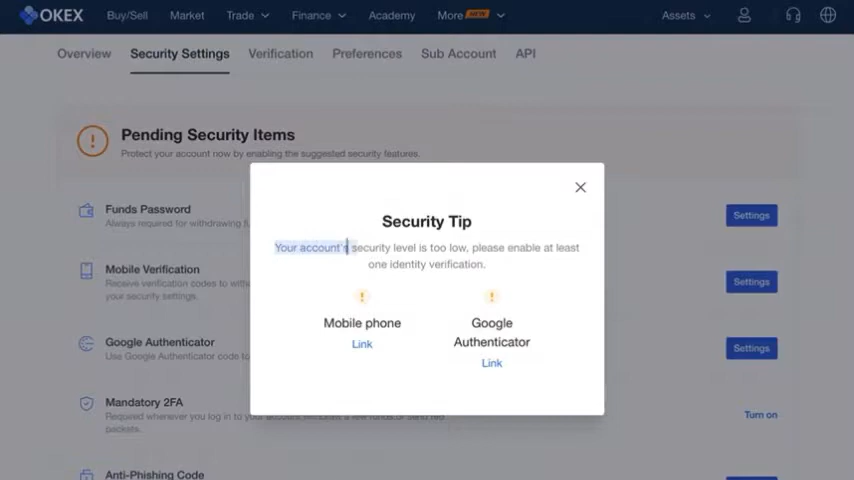 OKEX Buy/Sell Market Trade Finance Academy More NEW Assets
Overview Security Settings Verification Preferences Sub Account API
Pending Security Items
Protect your account now by enabling the suggested security features.
Security Tip
Your account's security level is too low, please enable at least
one identity verification.
Mobile phone
Link
Google
Authenticator
Link
Funds Password
Always required for withdrawing
Settings
Mobile Verification
Receive verification codes to
your security settings.
Settings
Google Authenticator
Use Google Authenticator code to
Settings
Mandatory 2FA
Required whenever you log in to your account, withdraw a
packets.
Turn on
Anti-Phishing Code